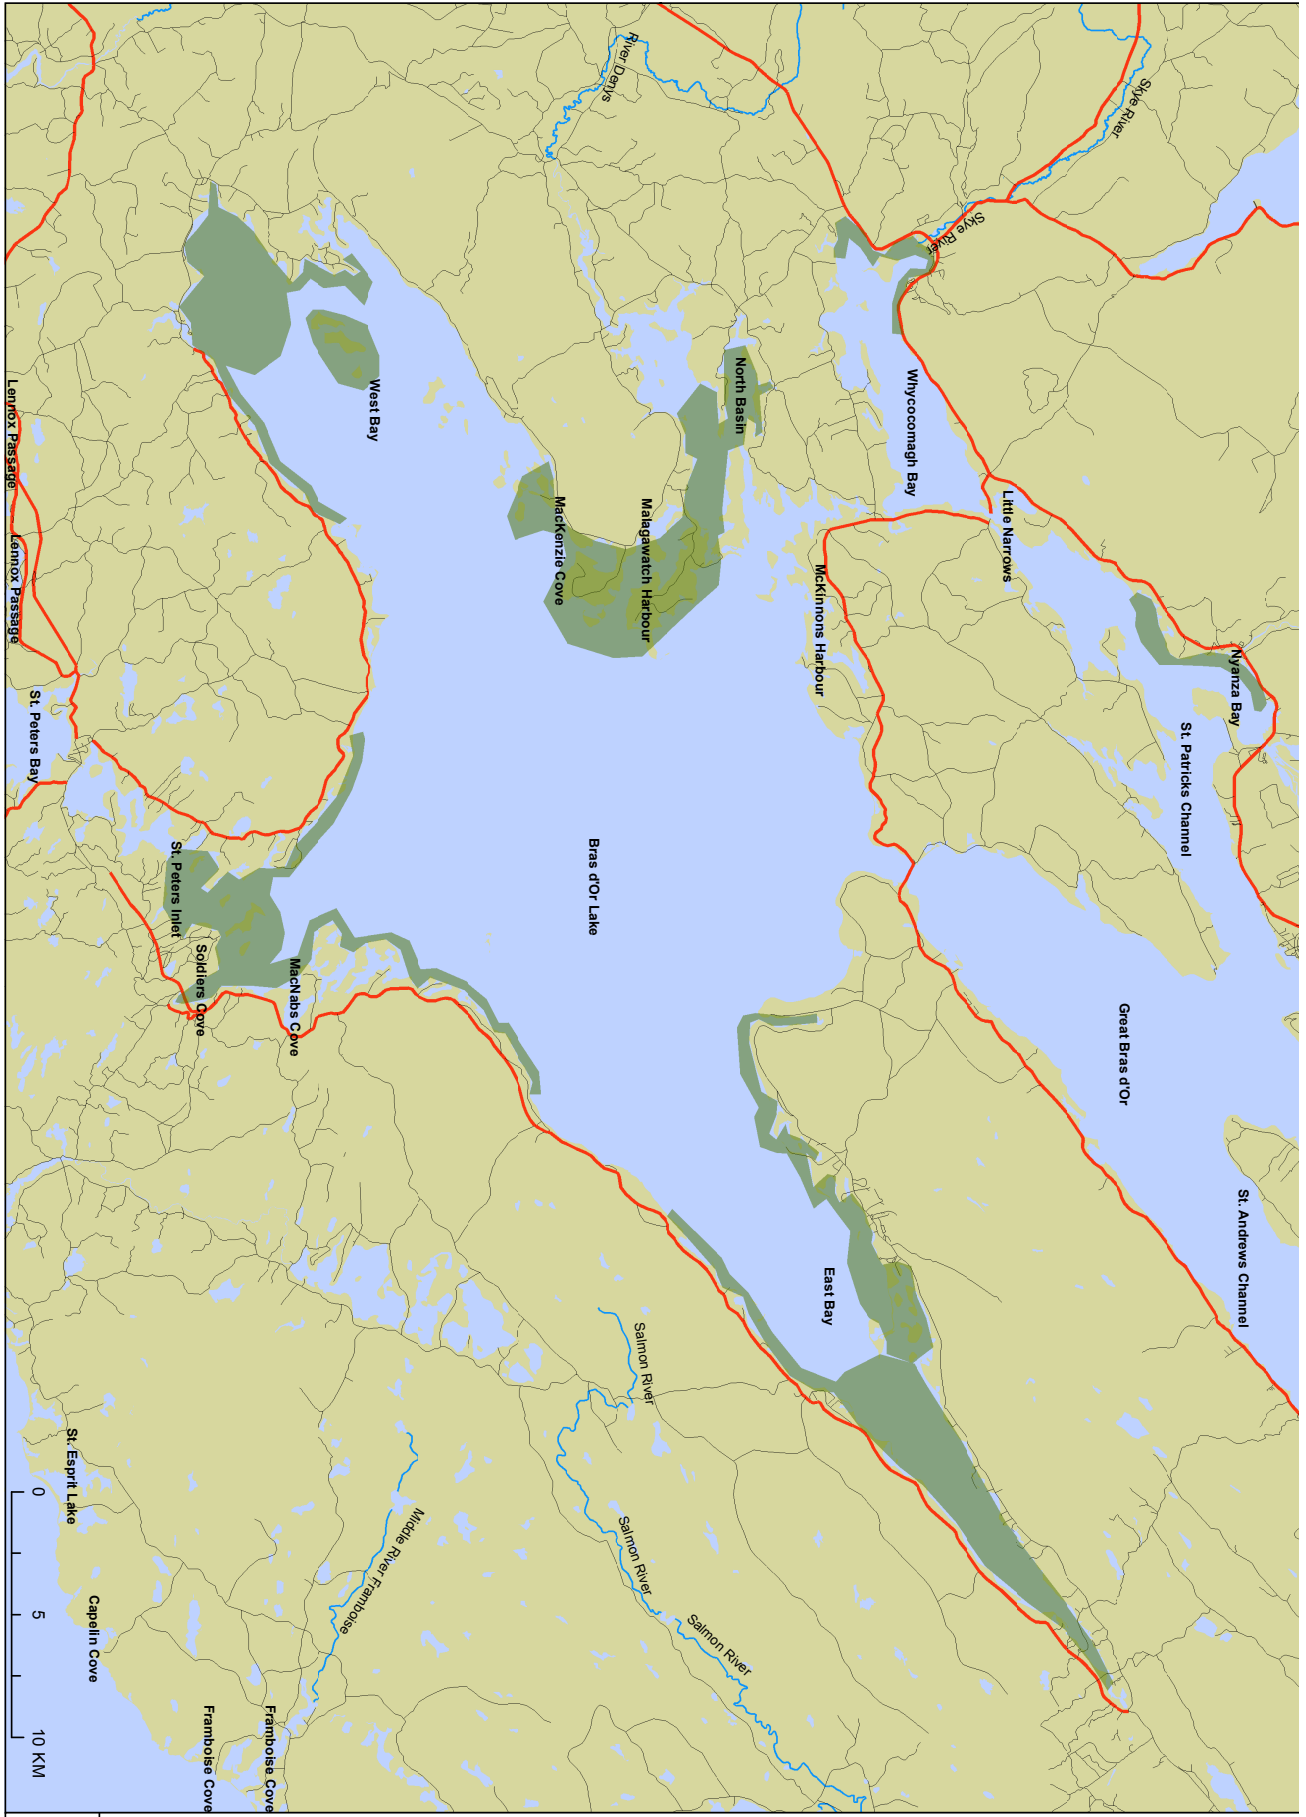 Skye River
Nyanza Bay
St. Patricks Channel
St. Andrews Channel
Great Bras d'Or
Little Narrows
Skye River
Whycocomagh Bay
McKinnons Harbour
East Bay
North Basin
Salmon River
River Denys
Malagawatch Harbour
Salmon River
Salmon River
Bras d'Or Lake
MacKenzie Cove
Middle River Framboise
West Bay
MacNabs Cove
Framboise Cove
Soldiers Cove
Framboise Cove
St. Peters Inlet
Capelin Cove
St. Esprit Lake
St. Peters Bay
Lennox Passage
Lennox Passage
0
5
10 KM